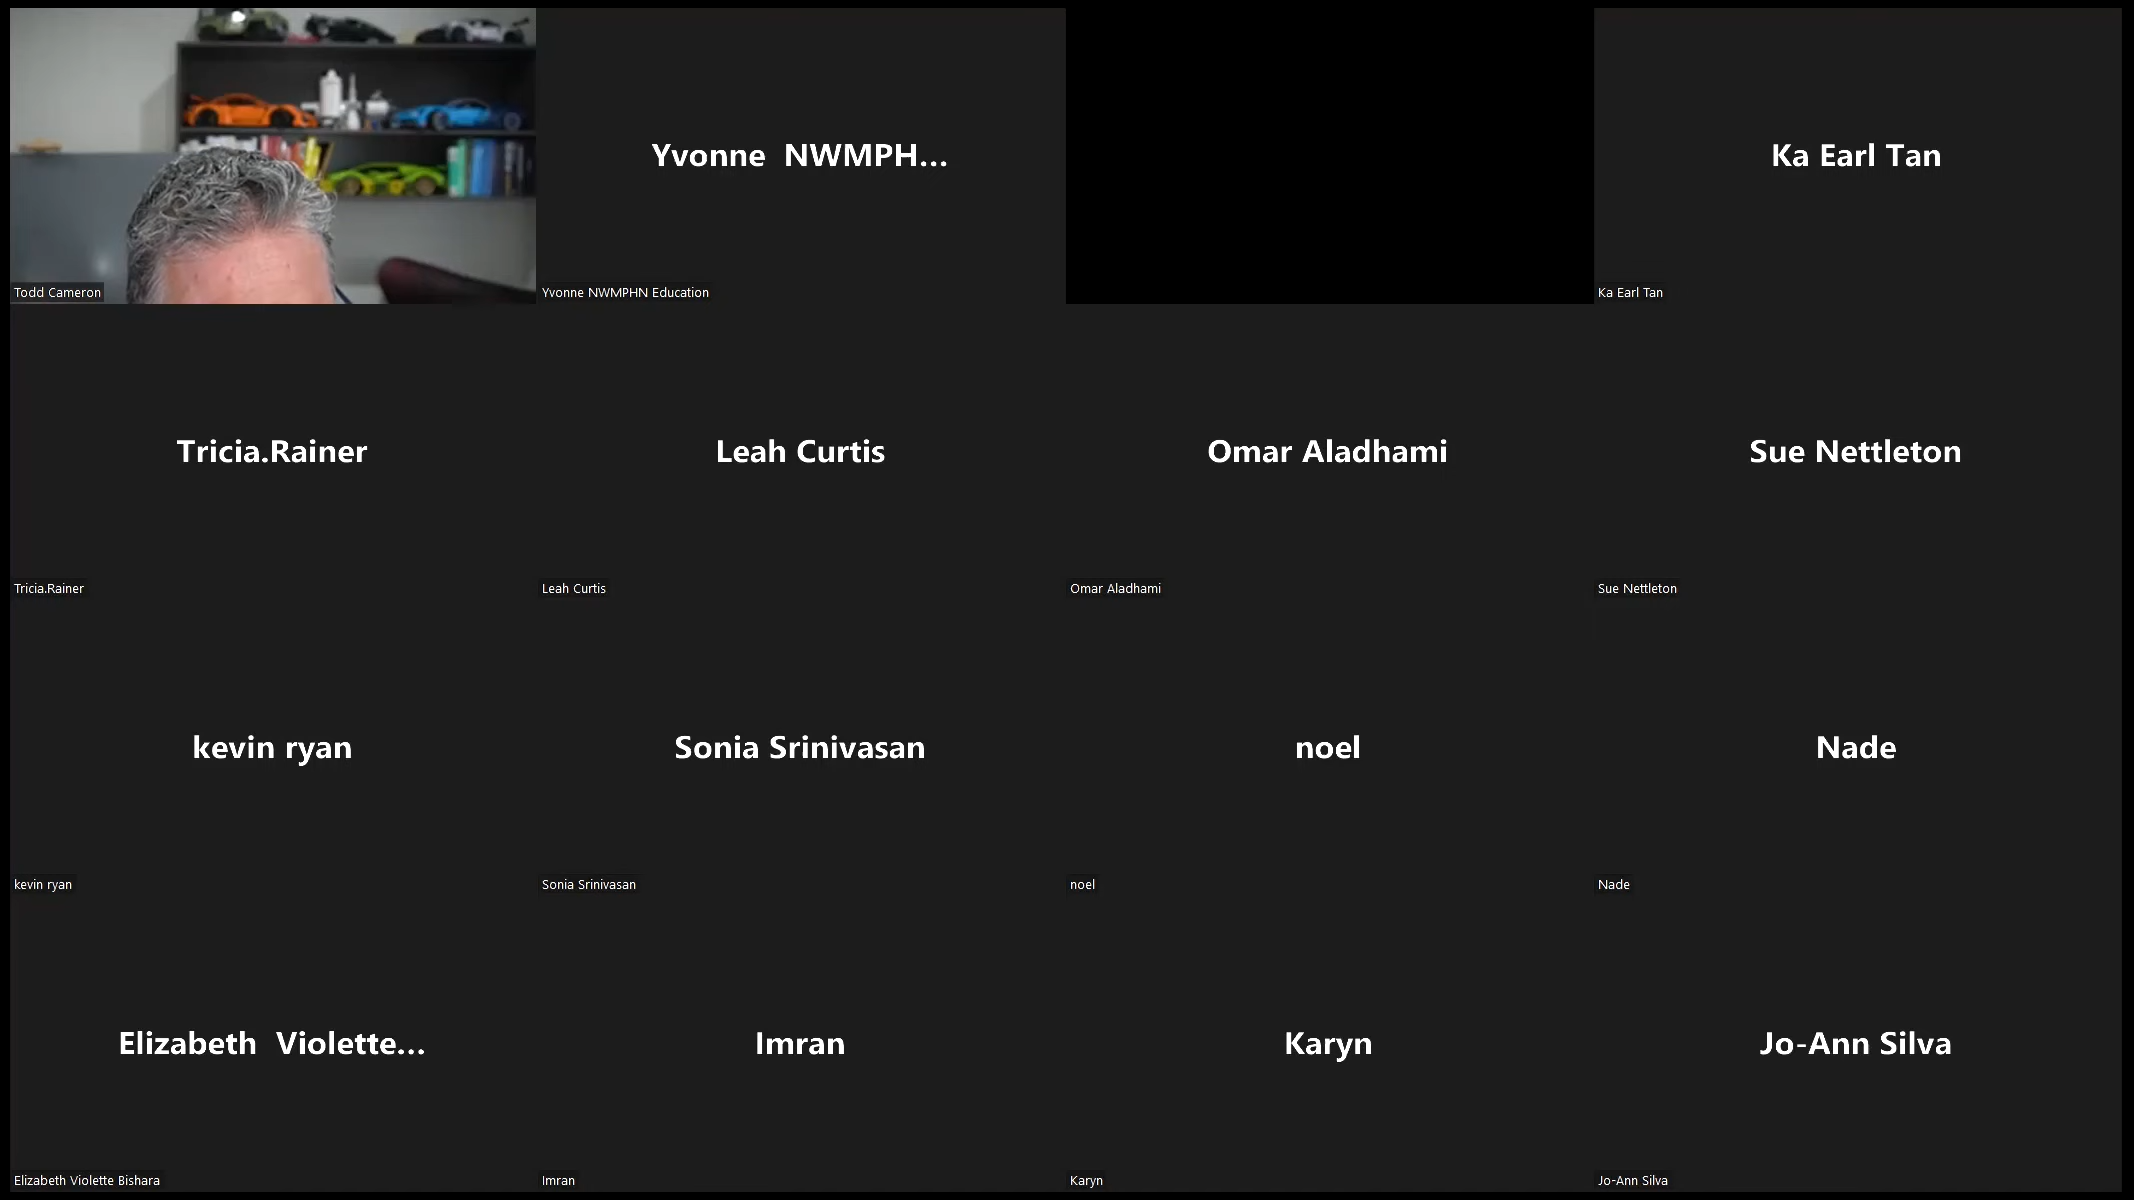 Todd Cameron
Yvonne  NWMPH...
Yvonne NWMPHN Education
Ka Earl Tan
Ka Earl Tan
Tricia.Rainer
Tricia.Rainer
Leah Curtis
Leah Curtis
Omar Aladhami
Omar Aladhami
Sue Nettleton
Sue Nettleton
kevin ryan
kevin ryan
Sonia Srinivasan
Sonia Srinivasan
noel
noel
Nade
Nade
Elizabeth  Violette...
Elizabeth Violette Bishara
Imran
Imran
Karyn
Karyn
Jo-Ann Silva
Jo-Ann Silva